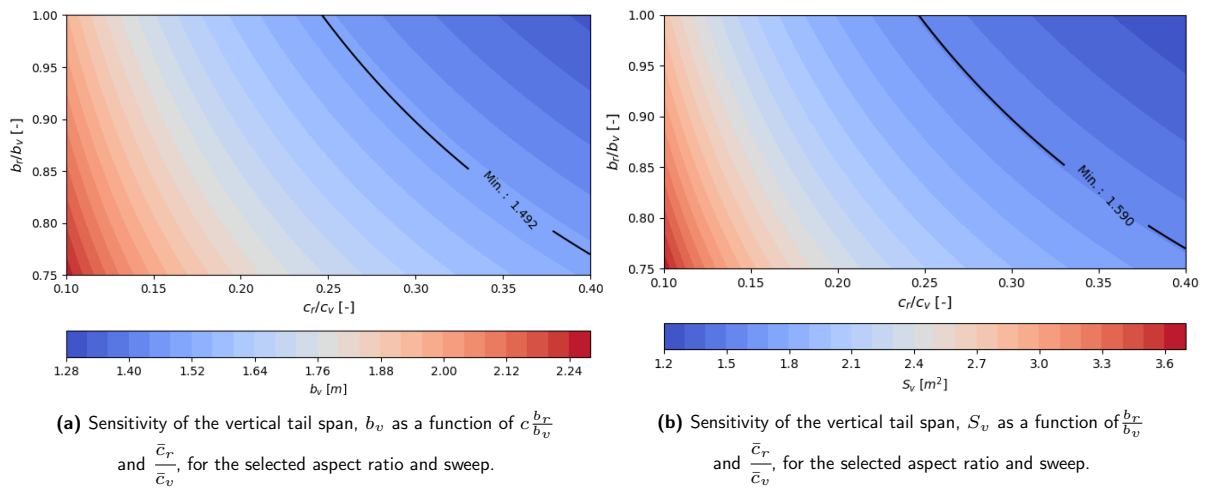 1.00
0.95
0.90
0.85
0.80
0.75
b_r/b_v [-]
Min. : 1.492
0.10 0.15 0.20 0.25 0.30 0.35 0.40
c_r/c_v [-]
1.28 1.40 1.52 1.64 1.76 1.88 2.00 2.12 2.24
b_v [m]
(a) Sensitivity of the vertical tail span, b_v as a function of c b_r/b_v
and c̄_r/c̄_v, for the selected aspect ratio and sweep.
1.00
0.95
0.90
0.85
0.80
0.75
b_r/b_v [-]
Min. : 1.590
0.10 0.15 0.20 0.25 0.30 0.35 0.40
c_r/c_v [-]
1.2 1.5 1.8 2.1 2.4 2.7 3.0 3.3 3.6
S_v [m²]
(b) Sensitivity of the vertical tail span, S_v as a function of b_r/b_v
and c̄_r/c̄_v, for the selected aspect ratio and sweep.